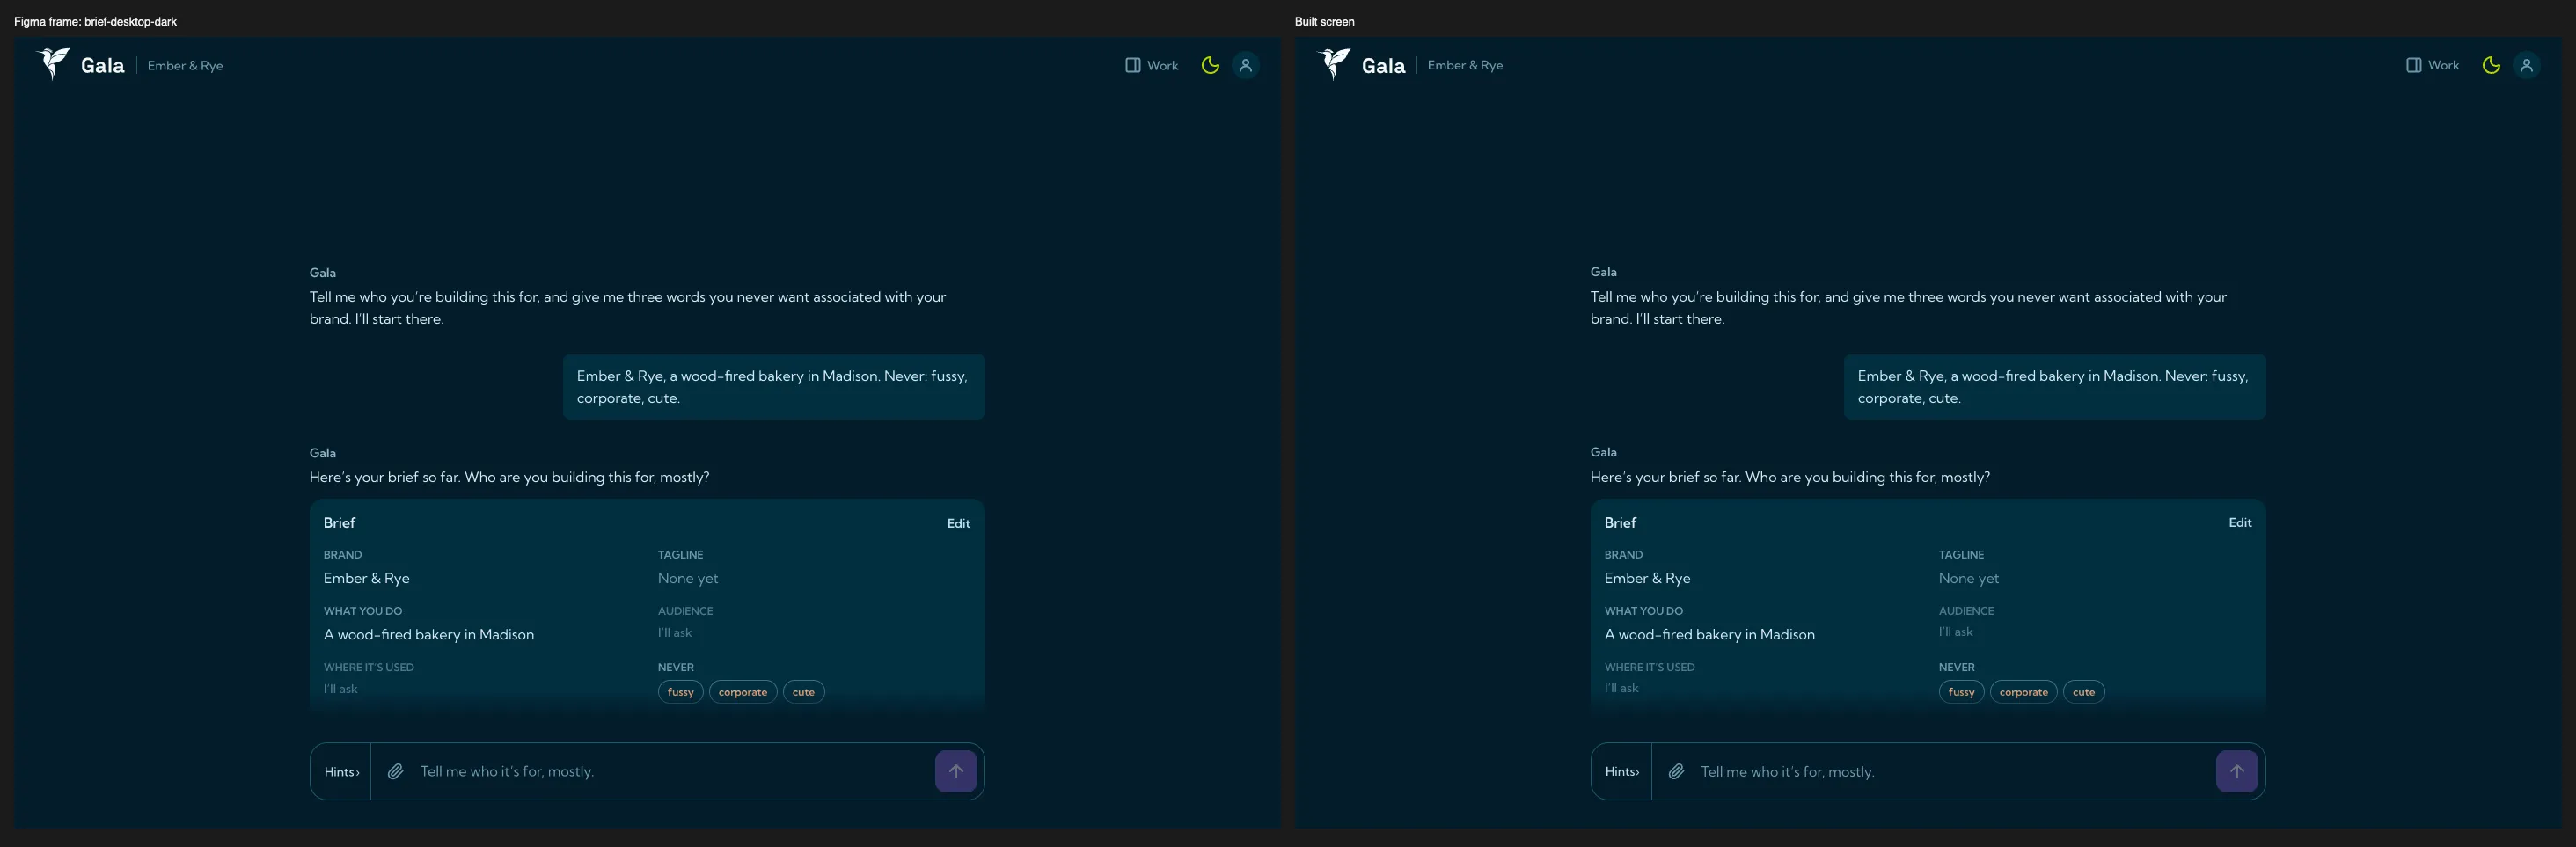 Figma frame: brief-desktop-dark
Gala
Ember & Rye
Work
Gala
Tell me who you’re building this for, and give me three words you never want associated with your
brand. I’ll start there.
Ember & Rye, a wood-fired bakery in Madison. Never: fussy,
corporate, cute.
Gala
Here’s your brief so far. Who are you building this for, mostly?
Brief
Edit
BRAND
TAGLINE
Ember & Rye
None yet
WHAT YOU DO
AUDIENCE
A wood-fired bakery in Madison
I’ll ask
WHERE IT’S USED
NEVER
I’ll ask
fussy
corporate
cute
Hints›
Tell me who it’s for, mostly.
Built screen
Gala
Ember & Rye
Work
Gala
Tell me who you’re building this for, and give me three words you never want associated with your
brand. I’ll start there.
Ember & Rye, a wood-fired bakery in Madison. Never: fussy,
corporate, cute.
Gala
Here’s your brief so far. Who are you building this for, mostly?
Brief
Edit
BRAND
TAGLINE
Ember & Rye
None yet
WHAT YOU DO
AUDIENCE
A wood-fired bakery in Madison
I’ll ask
WHERE IT’S USED
NEVER
I’ll ask
fussy
corporate
cute
Hints›
Tell me who it’s for, mostly.